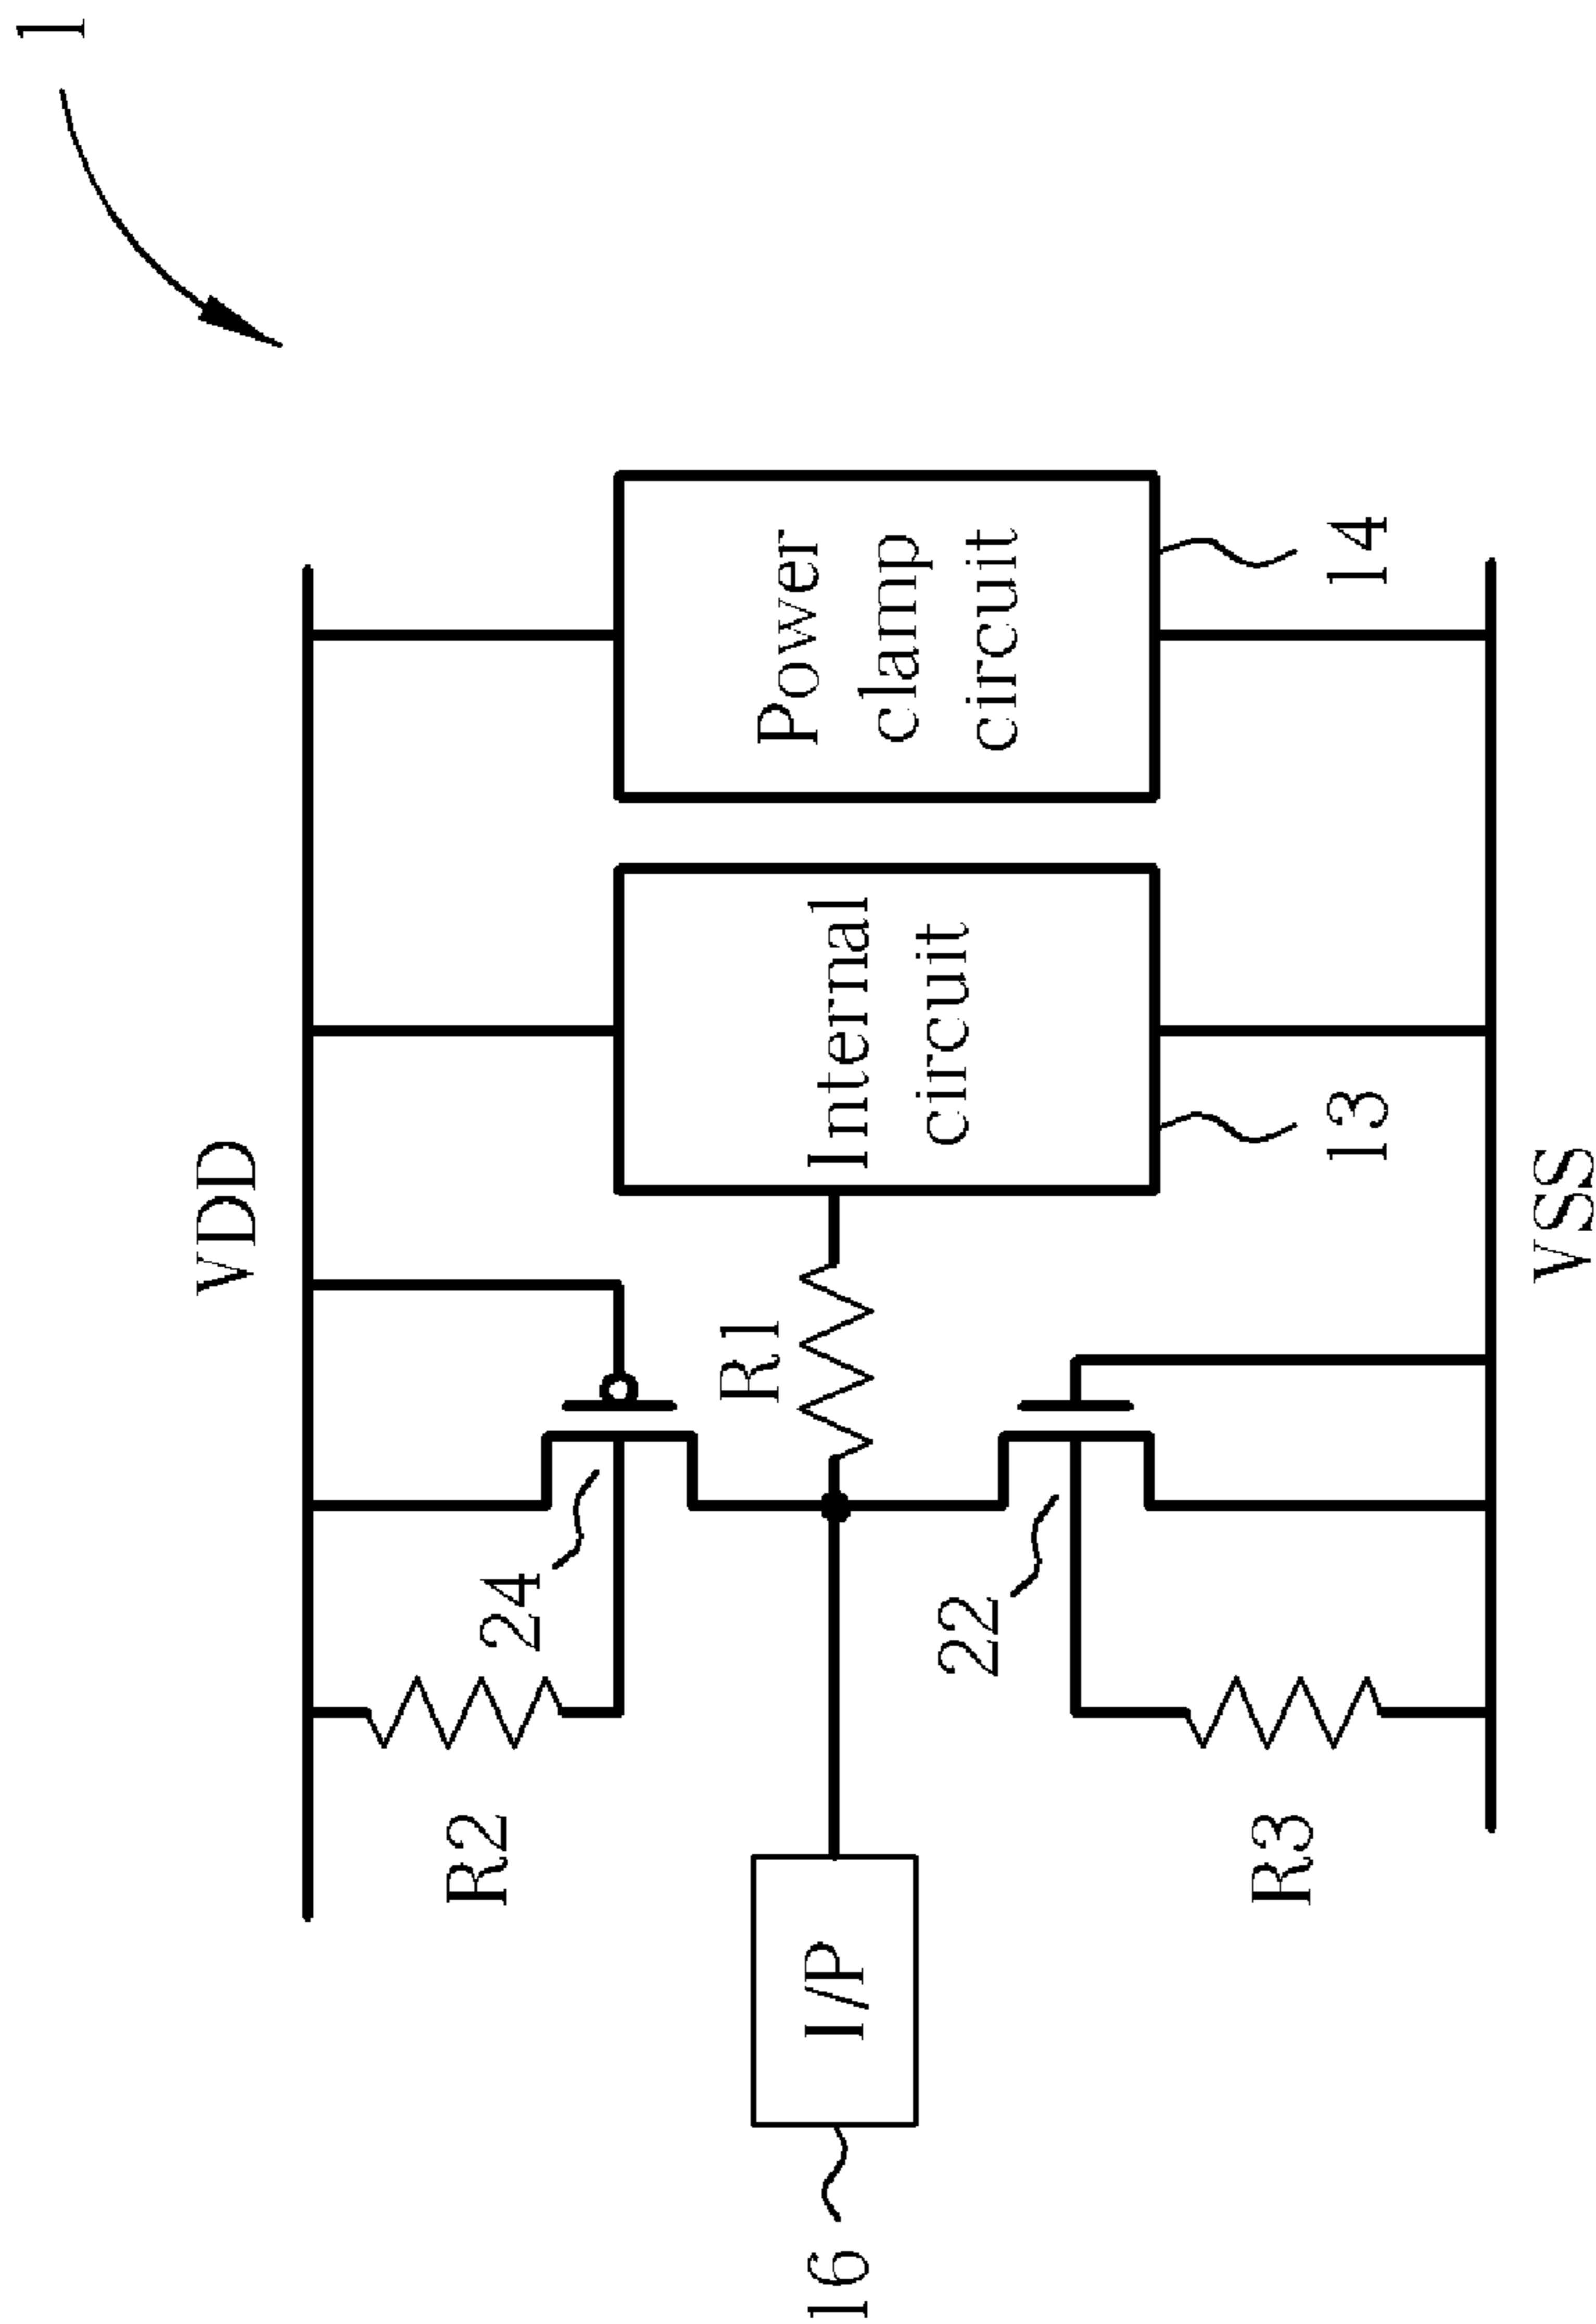 1
VDD
R2
24
Power
clamp
circuit
14
Internal
circuit
13
R1
I/P
16
22
R3
VSS